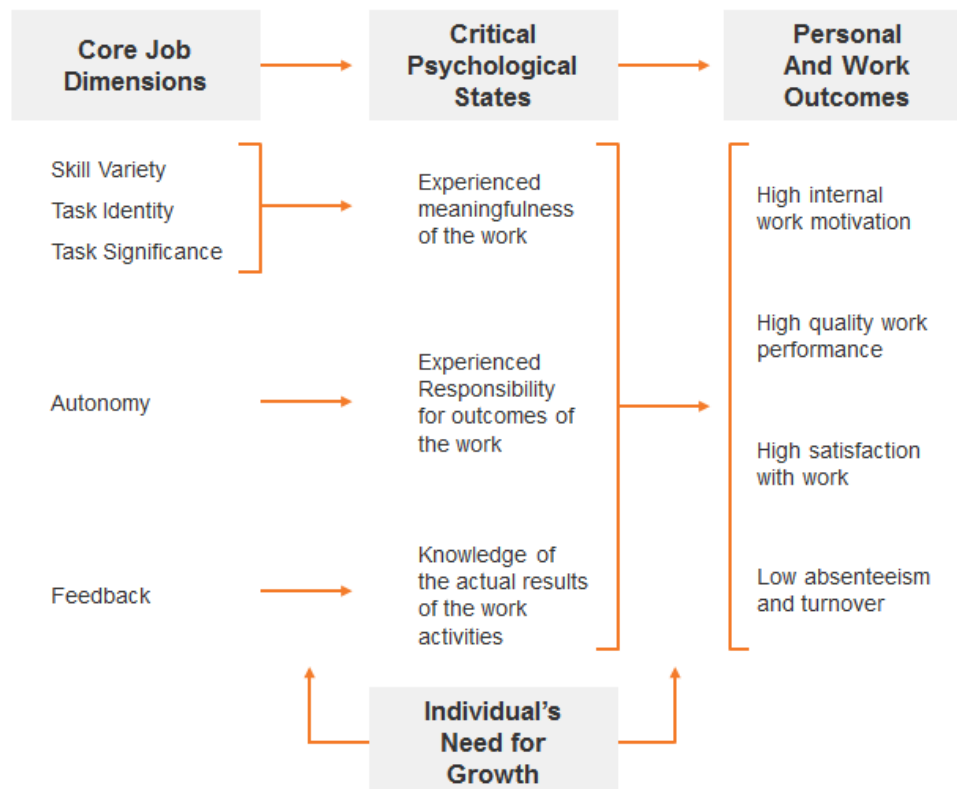 Core Job
Dimensions
Critical
Psychological
States
Personal
And Work
Outcomes
Skill Variety
Task Identity
Task Significance
Experienced
meaningfulness
of the work
High internal
work motivation
High quality work
performance
Autonomy
Experienced
Responsibility
for outcomes of
the work
High satisfaction
with work
Feedback
Knowledge of
the actual results
of the work
activities
Low absenteeism
and turnover
Individual's
Need for
Growth